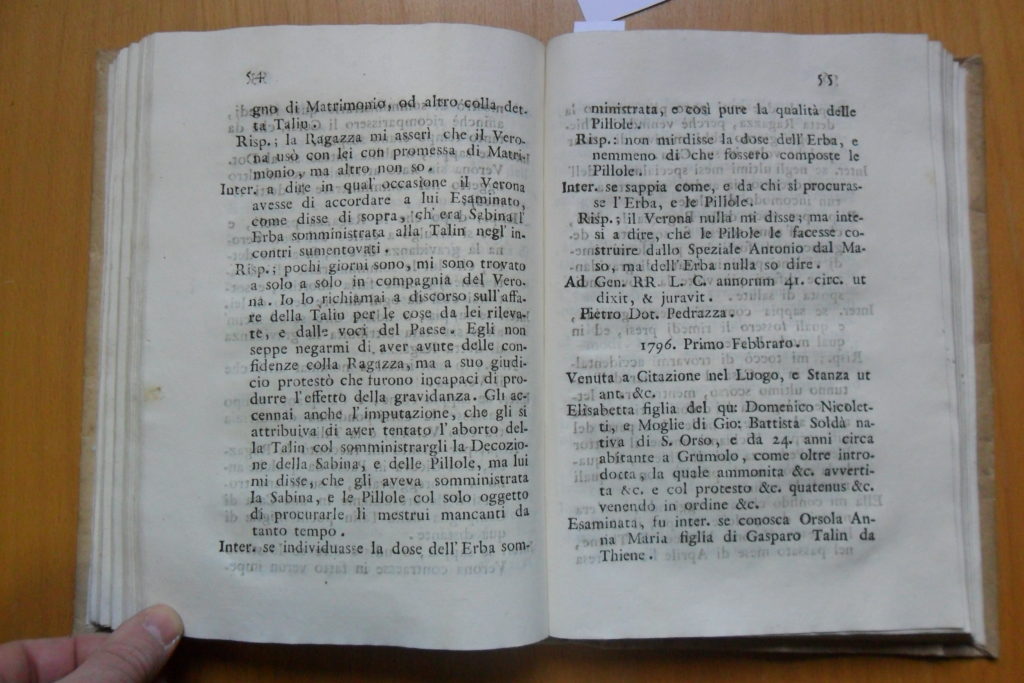 54
gno di Matrimonio, od altro colla det-
ta Talin.
Risp.; la Ragazza mi asserì che il Vero-
na usò con lei con promessa di Matri-
monio, ma altro non so.
Inter. a dire in qual' occasione il Verona
avesse di accordare a lui Esaminato,
come disse di sopra, ch' era Sabina l'
Erba somministrata alla Talin negl' in-
contri sumentovati.
Risp.; pochi giorni sono, mi sono trovato
a solo a solo in compagnia del Vero-
na. Io lo richiamai a discorso sull' affa-
re della Talin per le cose da lei rileva-
te, e dalle voci del Paese. Egli non
seppe negarmi di aver avute delle con-
fidenze colla Ragazza, ma a suo giudi-
cio protestò che furono incapaci di pro-
durre l'effetto della gravidanza. Gli ac-
cennai anche l'imputazione, che gli si
attribuiva di aver tentato l'aborto del-
la Talin col somministrargli la Decozio-
ne della Sabina, e delle Pillole, ma lui
mi disse, che gli aveva somministrata
la Sabina, e le Pillole col solo oggetto
di procurarle li mestrui mancanti da
tanto tempo.
Inter. se individuasse la dose dell' Erba som-
55
ministrata, e così pure la qualità delle
Pillole.
Risp.: non mi disse la dose dell' Erba, e
nemmeno di che fossero composte le
Pillole.
Inter. se sappia come, e da chi si procuras-
se l'Erba, e le Pillole.
Risp.; il Verona nulla mi disse; ma inte-
si a dire, che le Pillole le facesse co-
struire dallo Speziale Antonio dal Ma-
so, ma dell' Erba nulla so dire.
Ad Gen. RR. L. C. annorum 41. circ. ut
dixit, & juravit.
Pietro Dot. Pedrazza.
1796. Primo Febbraro.
Venuta a Citazione nel Luogo, e Stanza ut
ant. &c.
Elisabetta figlia del qu: Domenico Nicolet-
ti, e Moglie di Gio: Battista Soldà na-
tiva di S. Orso, e da 24. anni circa
abitante a Grumolo, come oltre intro-
dotta, la quale ammonita &c. avverti-
ta &c. e col protesto &c. quatenus &c.
venendo in ordine &c.
Esaminata, fu inter. se conosca Orsola An-
na Maria figlia di Gasparo Talin da
Thiene.